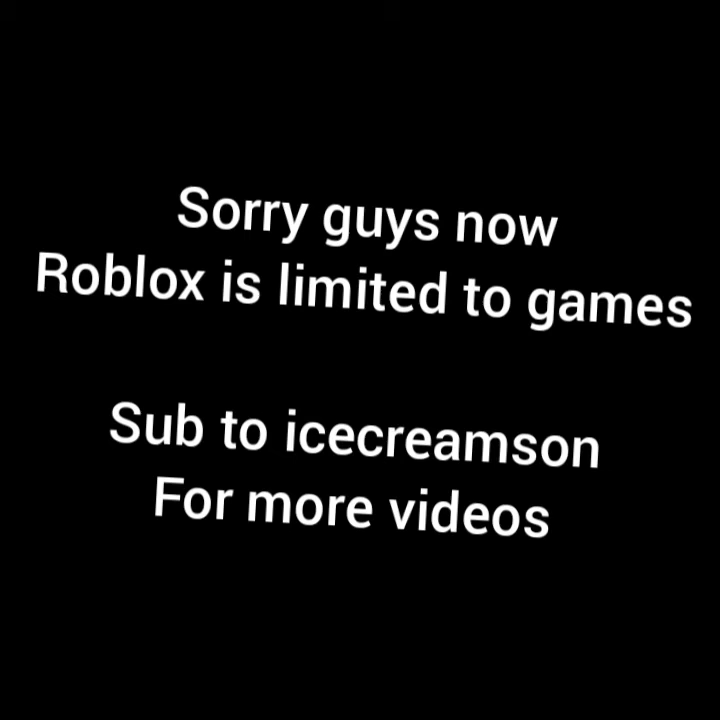 Sorry guys now
Roblox is limited to games
Sub to icecreamson
For more videos